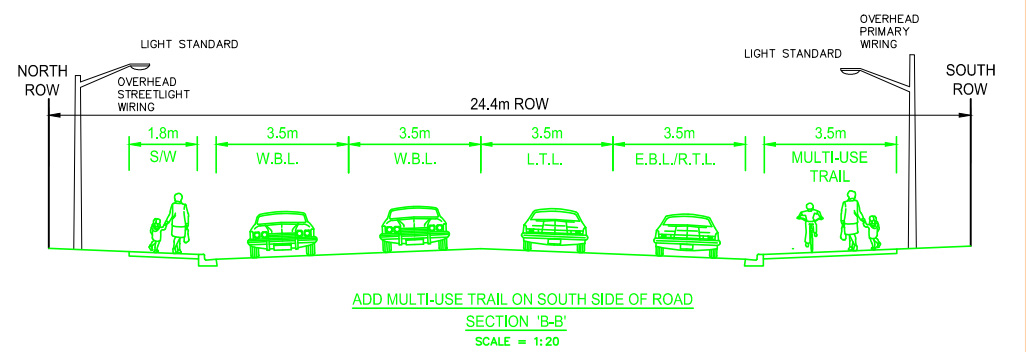 OVERHEAD
PRIMARY
WIRING
LIGHT STANDARD
LIGHT STANDARD
NORTH
ROW
OVERHEAD
STREETLIGHT
WIRING
SOUTH
ROW
24.4m ROW
1.8m
S/W
3.5m
W.B.L.
3.5m
W.B.L.
3.5m
L.T.L.
3.5m
E.B.L./R.T.L.
3.5m
MULTI-USE
TRAIL
ADD MULTI-USE TRAIL ON SOUTH SIDE OF ROAD
SECTION 'B-B'
SCALE = 1:20